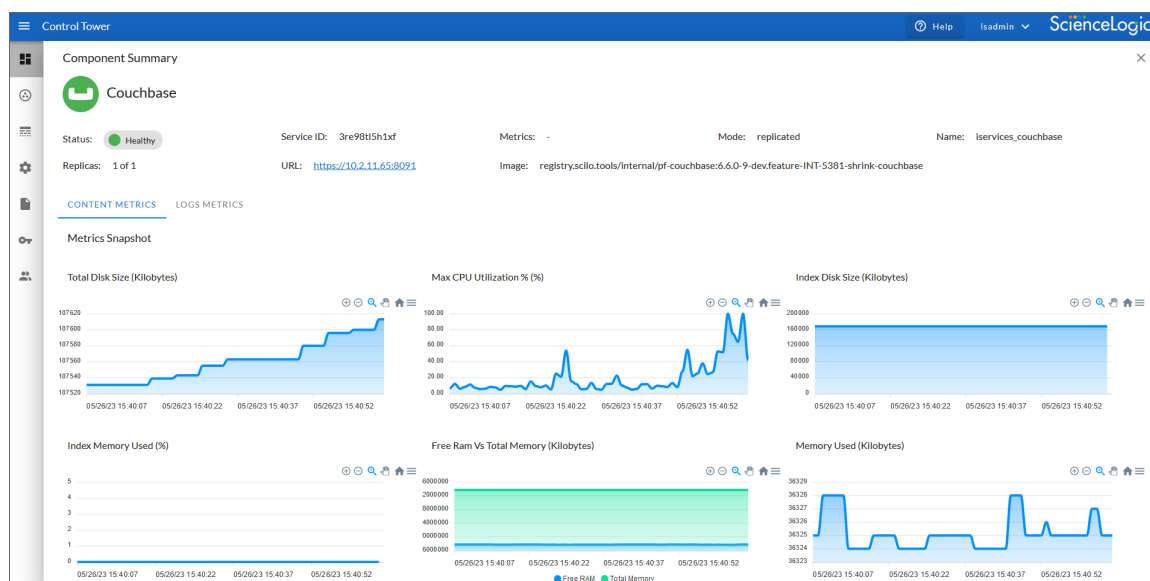 Control Tower
Help
isadmin
ScienceLogic
Component Summary
Couchbase
Status: Healthy
Service ID: 3re98tl5h1xf
Metrics: -
Mode: replicated
Name: iservices_couchbase
Replicas: 1 of 1
URL: https://10.2.11.65:8091
Image: registry.scilo.tools/internal/pf-couchbase:6.6.0-9-dev.feature-INT-5381-shrink-couchbase
CONTENT METRICS
LOGS METRICS
Metrics Snapshot
Total Disk Size (Kilobytes)
107620
107600
107580
107560
107540
107520
05/26/23 15:40:07 05/26/23 15:40:22 05/26/23 15:40:37 05/26/23 15:40:52
Max CPU Utilization % (%)
100.00
80.00
60.00
40.00
20.00
0.00
05/26/23 15:40:07 05/26/23 15:40:22 05/26/23 15:40:37 05/26/23 15:40:52
Index Disk Size (Kilobytes)
200000
160000
120000
80000
40000
0
05/26/23 15:40:07 05/26/23 15:40:22 05/26/23 15:40:37 05/26/23 15:40:52
Index Memory Used (%)
5
4
3
2
1
0
05/26/23 15:40:07 05/26/23 15:40:22 05/26/23 15:40:37 05/26/23 15:40:52
Free Ram Vs Total Memory (Kilobytes)
6000000
2000000
8000000
4000000
0000000
6000000
05/26/23 15:40:07 05/26/23 15:40:22 05/26/23 15:40:37 05/26/23 15:40:52
Free RAM Total Memory
Memory Used (Kilobytes)
36329
36328
36327
36326
36325
36324
36323
05/26/23 15:40:07 05/26/23 15:40:22 05/26/23 15:40:37 05/26/23 15:40:52